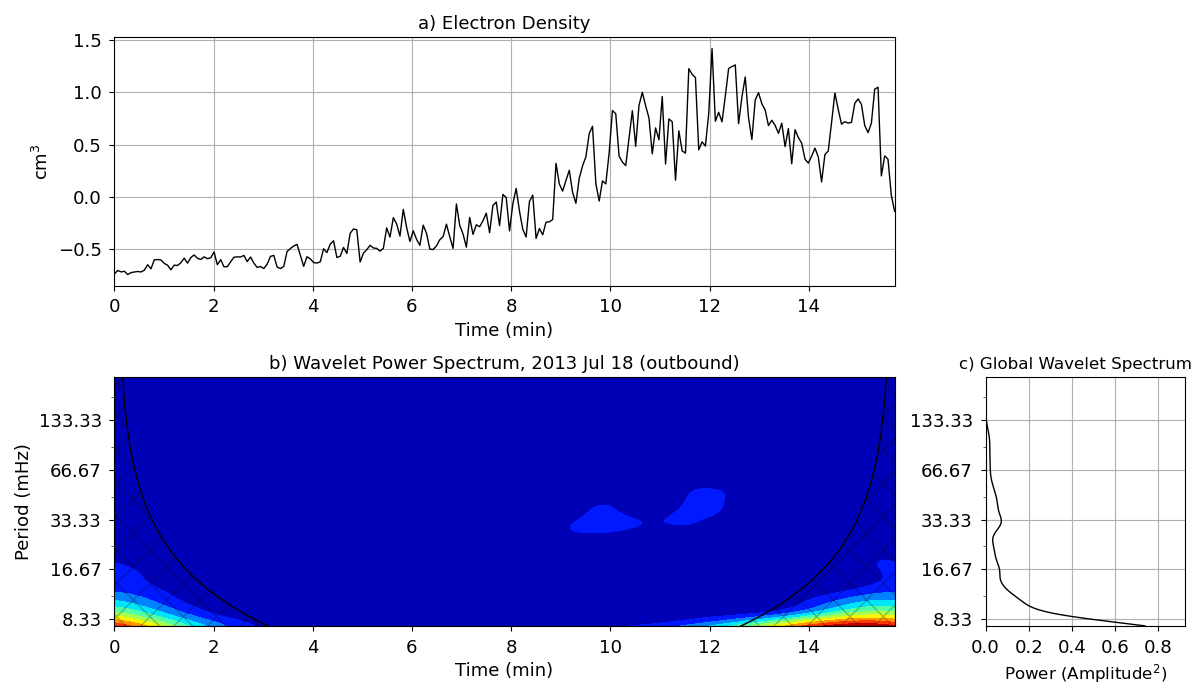 a) Electron Density
1.5
1.0
0.5
0.0
−0.5
cm³
0 2 4 6 8 10 12 14
Time (min)
b) Wavelet Power Spectrum, 2013 Jul 18 (outbound)
133.33
66.67
33.33
16.67
8.33
Period (mHz)
0 2 4 6 8 10 12 14
Time (min)
c) Global Wavelet Spectrum
133.33
66.67
33.33
16.67
8.33
0.0 0.2 0.4 0.6 0.8
Power (Amplitude²)